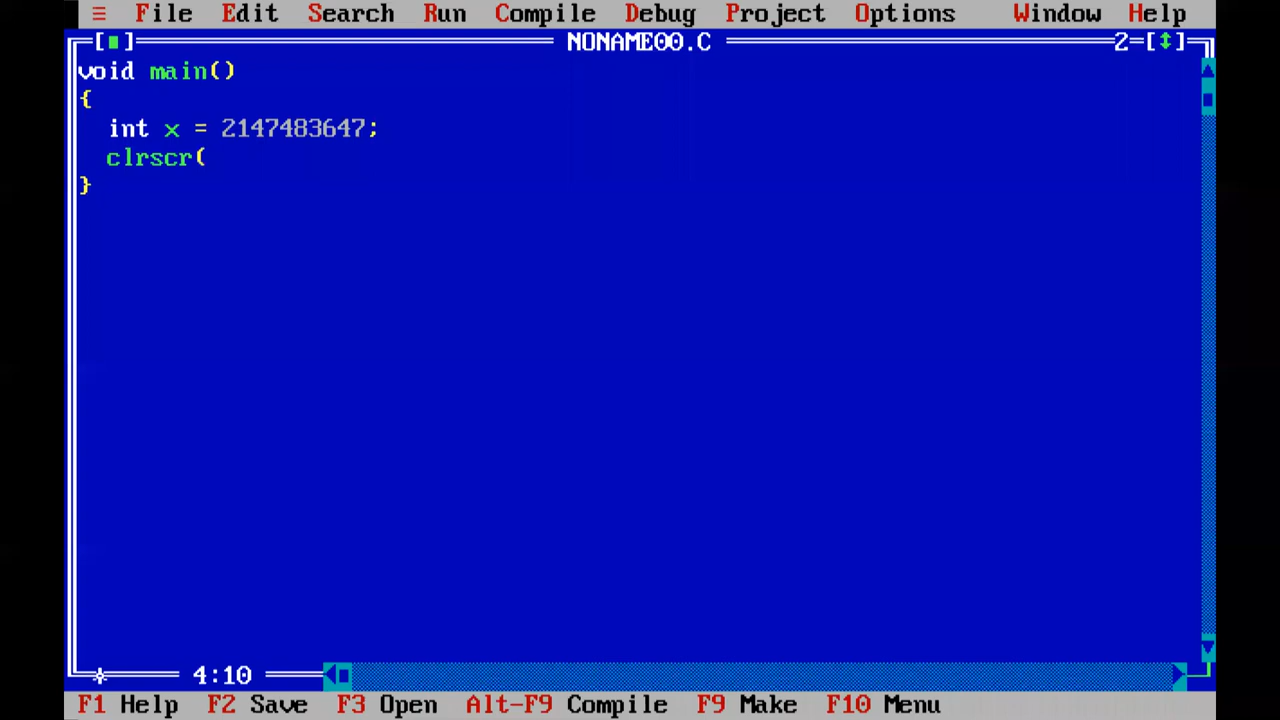 ≡ File Edit Search Run Compile Debug Project Options Window Help
[■] NONAME00.C 2=[↕]
void main()
{
  int x = 2147483647;
  clrscr(
}
4:10
F1 Help F2 Save F3 Open Alt-F9 Compile F9 Make F10 Menu